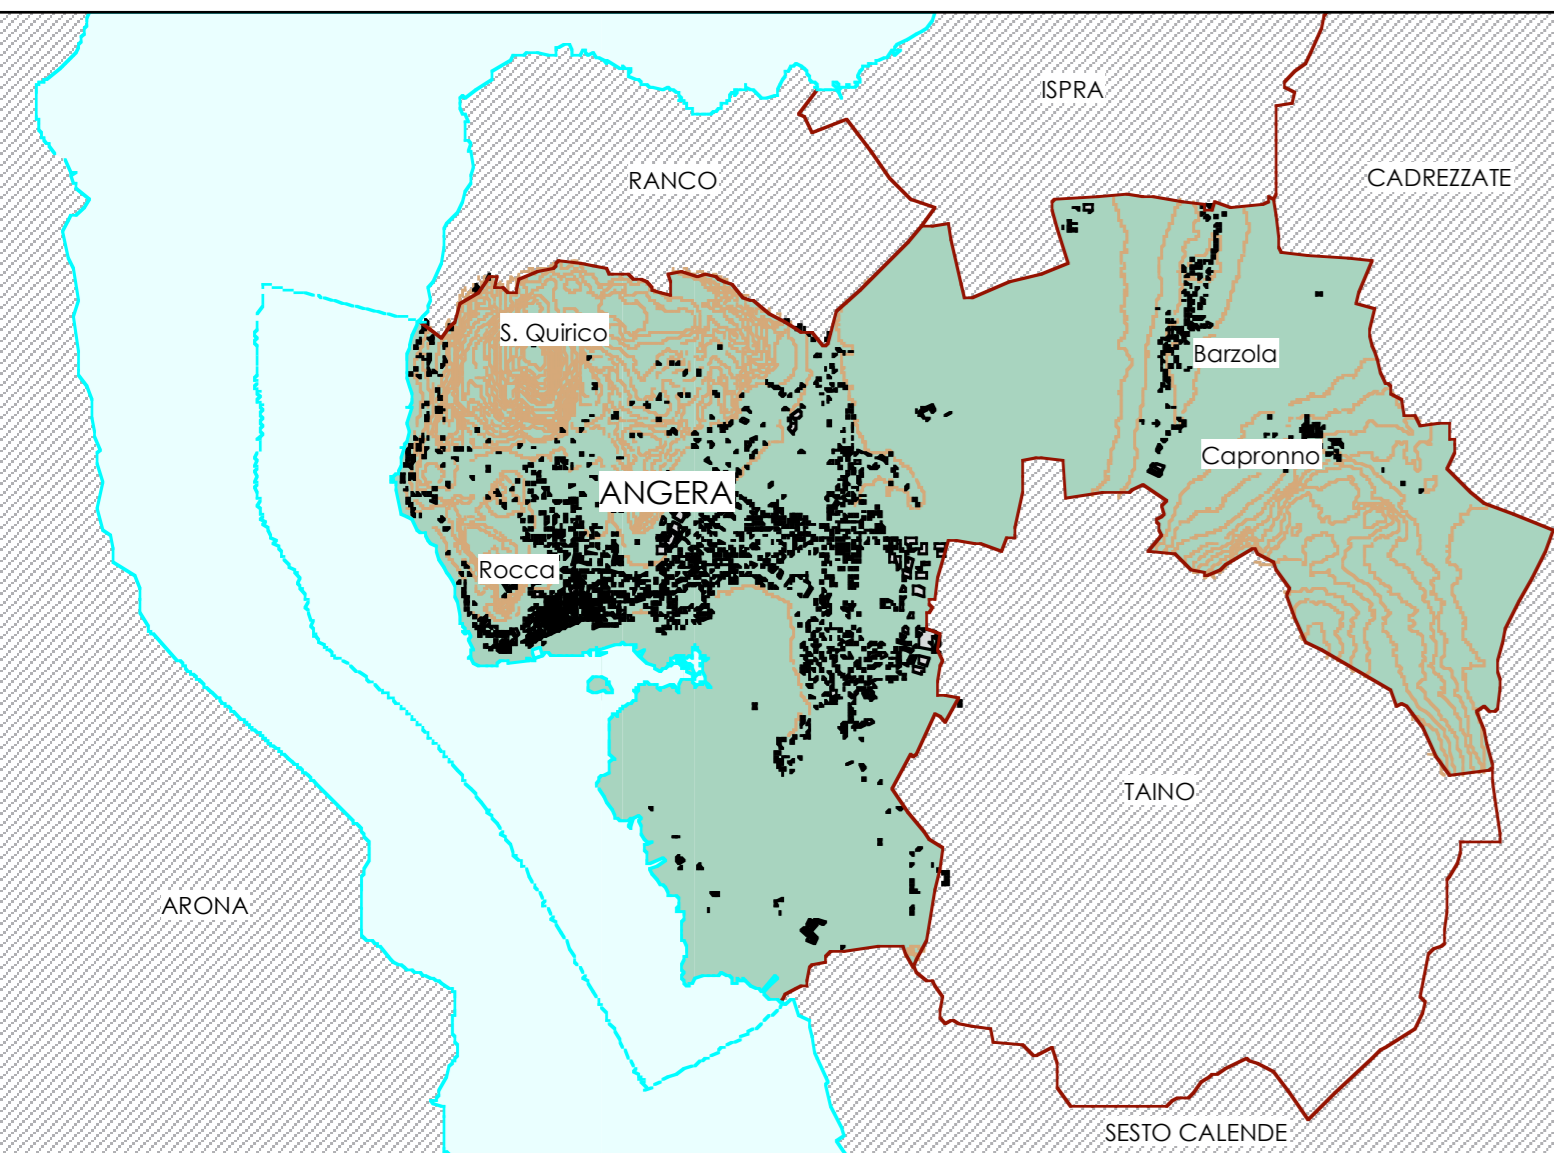 ISPRA
RANCO
CADREZZATE
S. Quirico
Barzola
Capronno
ANGERA
Rocca
TAINO
ARONA
SESTO CALENDE